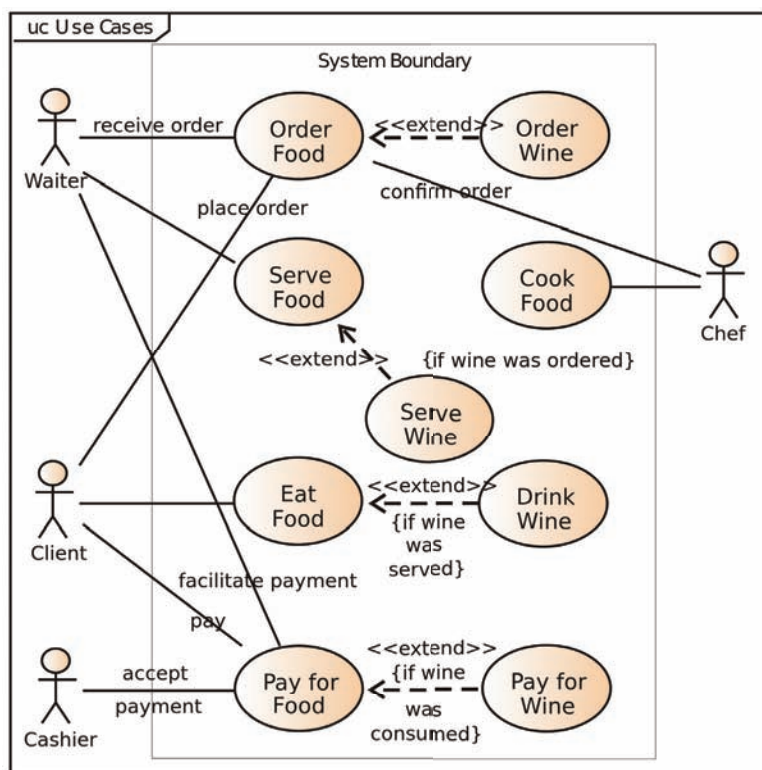 uc Use Cases
System Boundary
receive order
Order
Food
<<extend>>
Order
Wine
Waiter
place order
confirm order
Serve
Food
Cook
Food
Chef
<<extend>>
{if wine was ordered}
Serve
Wine
Client
Eat
Food
<<extend>>
{if wine
was
served}
Drink
Wine
facilitate payment
pay
accept
payment
Cashier
Pay for
Food
<<extend>>
{if wine
was
consumed}
Pay for
Wine